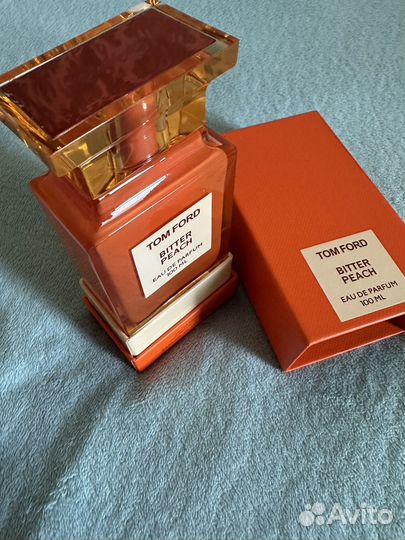 TOM FORD
BITTER
PEACH
EAU DE PARFUM
100 ML
TOM FORD
BITTER
PEACH
EAU DE PARFUM
100 ML
Avito